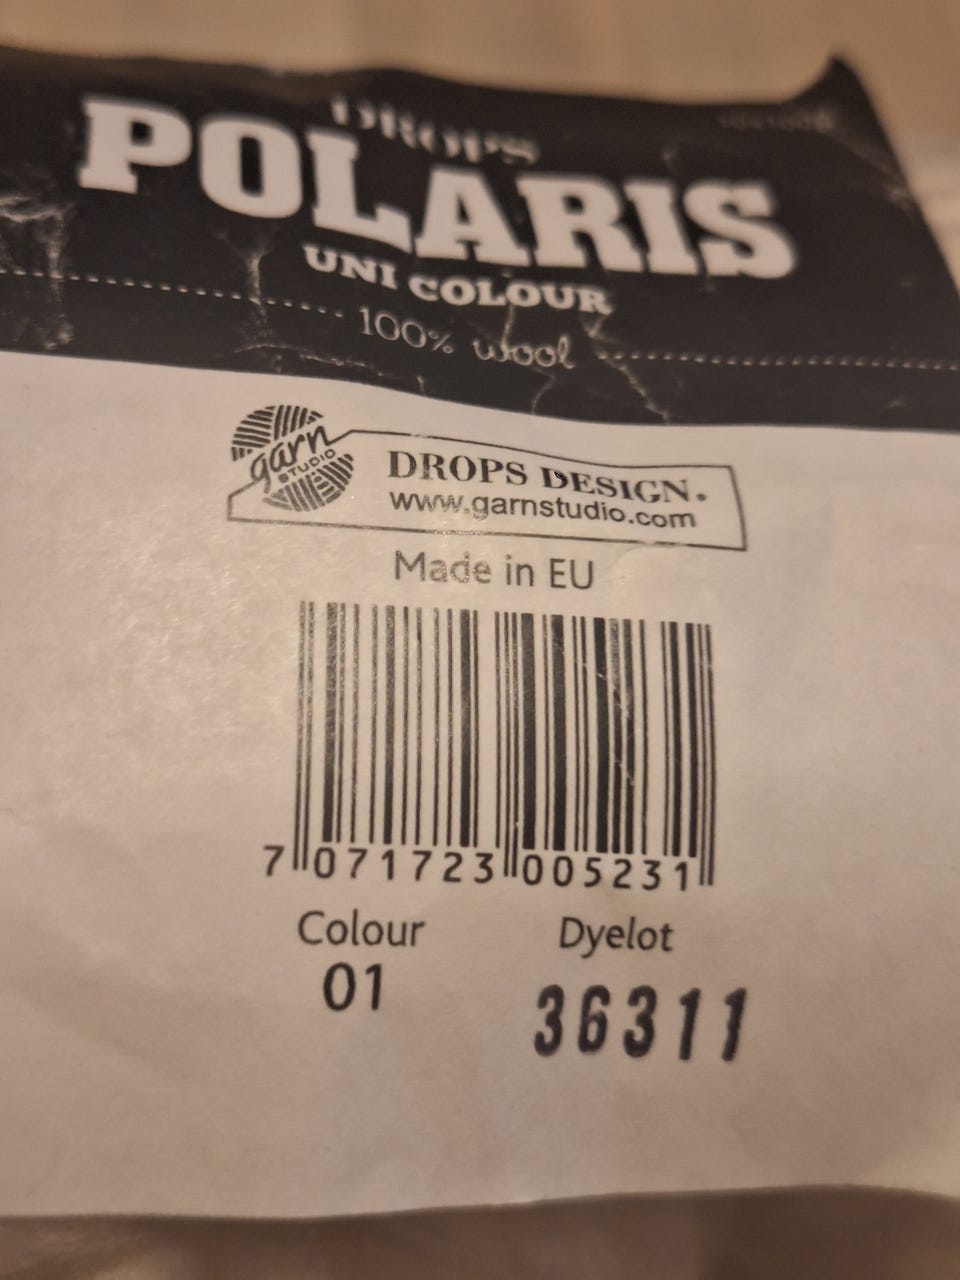 DROPS
POLARIS
UNI COLOUR
100% wool
garn
STUDIO
DROPS DESIGN®
www.garnstudio.com
Made in EU
7 071723 005231
Colour Dyelot
01 36311